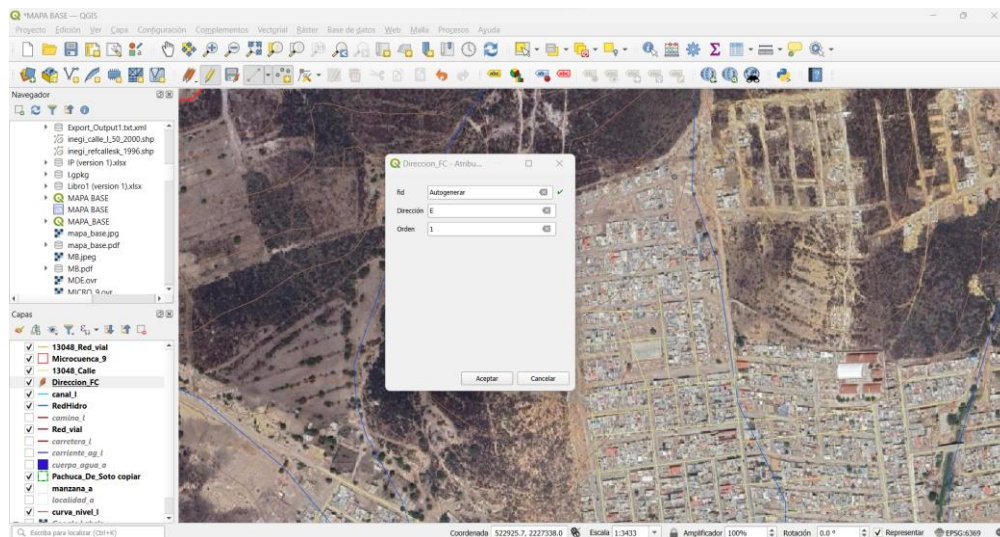 *MAPA BASE — QGIS
Proyecto Edición Ver Capa Configuración Complementos Vectorial Ráster Base de datos Web Malla Procesos Ayuda
Navegador
Export_Output1.txt.xml
inegi_calle_l_50_2000.shp
inegi_refcallesk_1996.shp
IP (version 1).xlsx
l.gpkg
Libro1 (version 1).xlsx
MAPA BASE
MAPA BASE
MAPA_BASE
mapa_base.jpg
mapa_base.pdf
MB.jpeg
MB.pdf
MDE.ovr
MICRO_9.ovr
Capas
13048_Red_vial
Microcuenca_9
13048_Calle
Direccion_FC
canal_l
RedHidro
camino_l
Red_vial
carretera_l
corriente_ag_l
cuerpo_agua_a
Pachuca_De_Soto copiar
manzana_a
localidad_a
curva_nivel_l
Direccion_FC - Atribu...
fid Autogenerar
Dirección E
Orden 1
Aceptar Cancelar
Escriba para localizar (Ctrl+K) Coordenada 522925.7, 2227338.0 Escala 1:3433 Amplificador 100% Rotación 0.0 ° Representar EPSG:6369